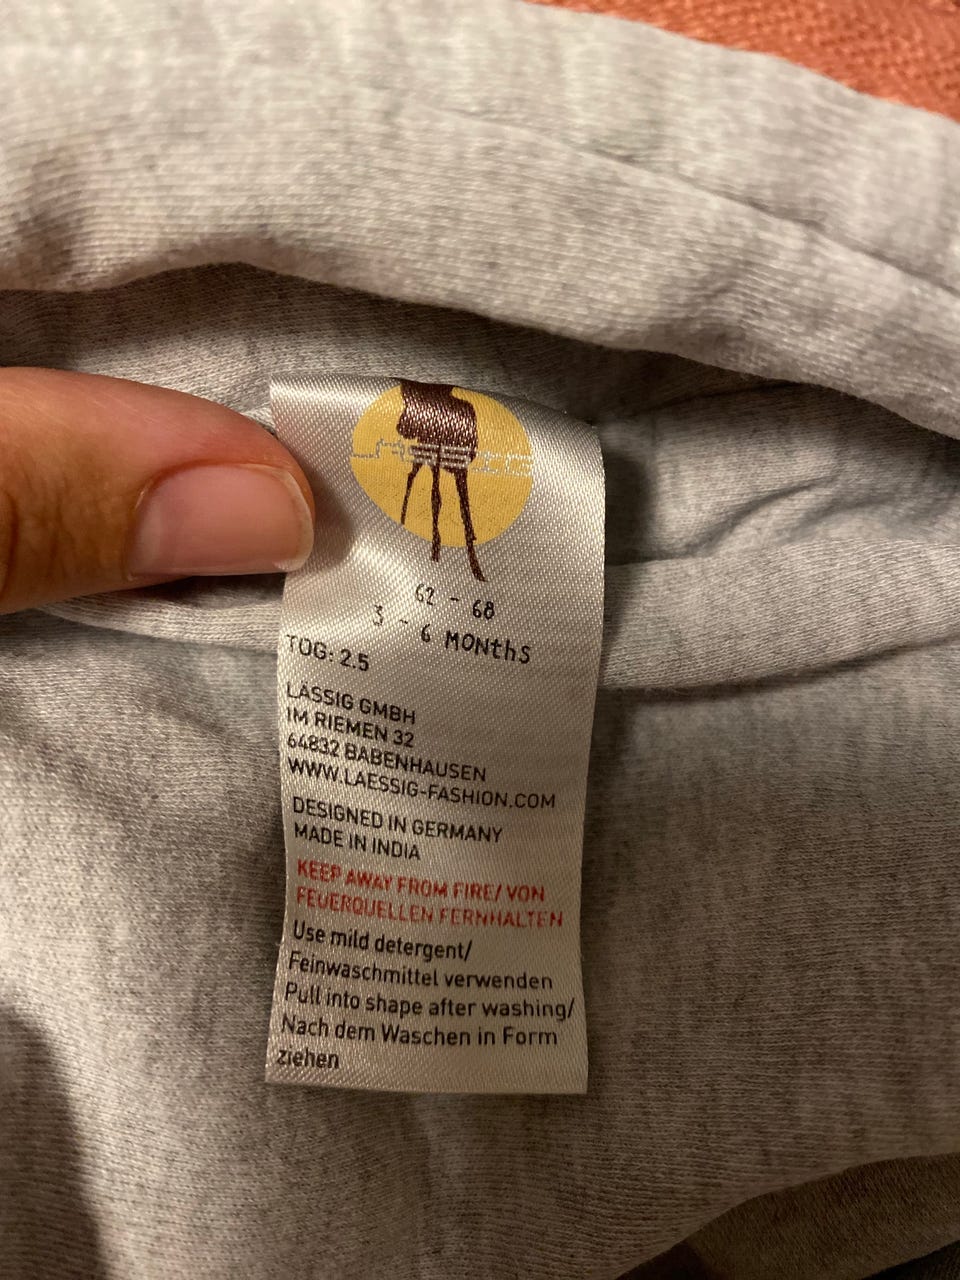 LÄSSIG
62 - 68
3 - 6 MONthS
TOG: 2.5
LÄSSIG GMBH
IM RIEMEN 32
64832 BABENHAUSEN
WWW.LAESSIG-FASHION.COM
DESIGNED IN GERMANY
MADE IN INDIA
KEEP AWAY FROM FIRE/ VON
FEUERQUELLEN FERNHALTEN
Use mild detergent/
Feinwaschmittel verwenden
Pull into shape after washing/
Nach dem Waschen in Form
ziehen